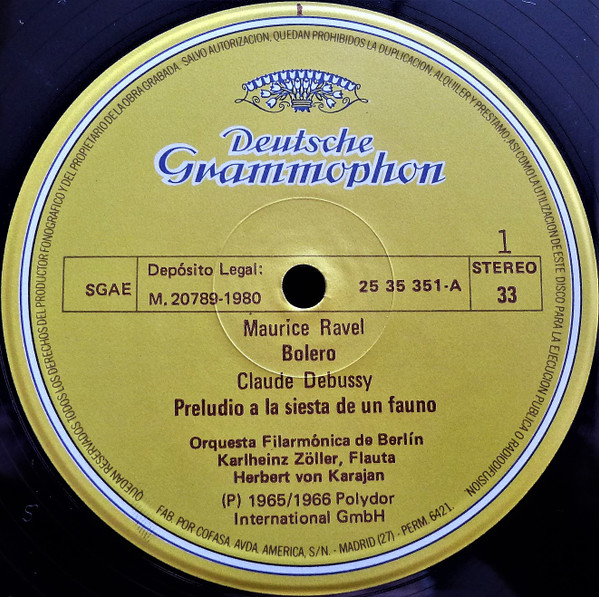 QUEDAN RESERVADOS TODOS LOS DERECHOS DEL PRODUCTOR FONOGRAFICO Y DEL PROPIETARIO DE LA OBRA GRABADA. SALVO AUTORIZACION, QUEDAN PROHIBIDOS LA DUPLICACION, ALQUILER Y PRESTAMO, ASI COMO LA UTILIZACION DE ESTE DISCO PARA LA EJECUCION PUBLICA O RADIODIFUSION.
Deutsche
Grammophon
1
SGAE
Depósito Legal:
M. 20789-1980
25 35 351-A
STEREO
33
Maurice Ravel
Bolero
Claude Debussy
Preludio a la siesta de un fauno
Orquesta Filarmónica de Berlín
Karlheinz Zöller, Flauta
Herbert von Karajan
(P) 1965/1966 Polydor
International GmbH
FAB. POR COFASA. AVDA. AMERICA, S/N. - MADRID (27) - PERM. 6421.